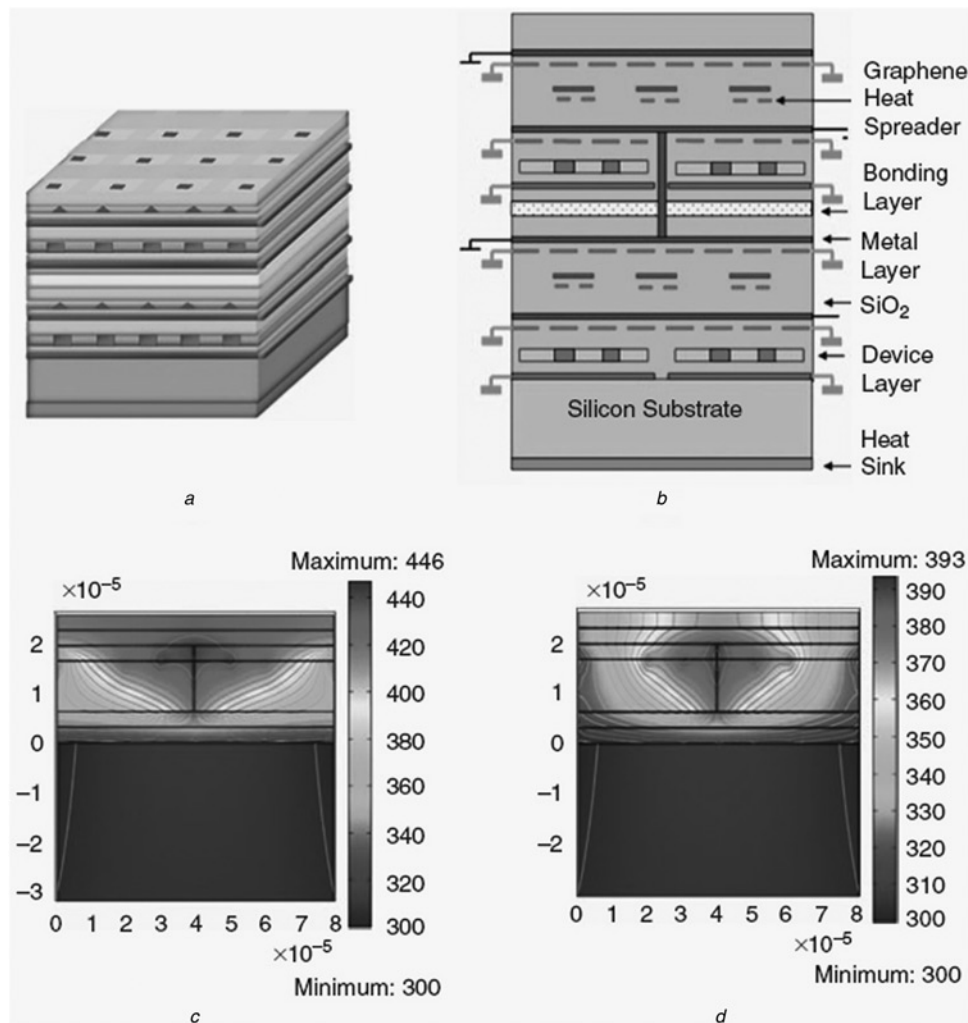 Graphene
Heat
Spreader
Bonding
Layer
Metal
Layer
SiO₂
Device
Layer
Silicon Substrate
Heat
Sink
a
b
Maximum: 446
×10⁻⁵
2
1
0
–1
–2
–3
0 1 2 3 4 5 6 7 8
×10⁻⁵
440
420
400
380
360
340
320
300
Minimum: 300
c
Maximum: 393
×10⁻⁵
2
1
0
–1
–2
0 1 2 3 4 5 6 7 8
×10⁻⁵
390
380
370
360
350
340
330
320
310
300
Minimum: 300
d